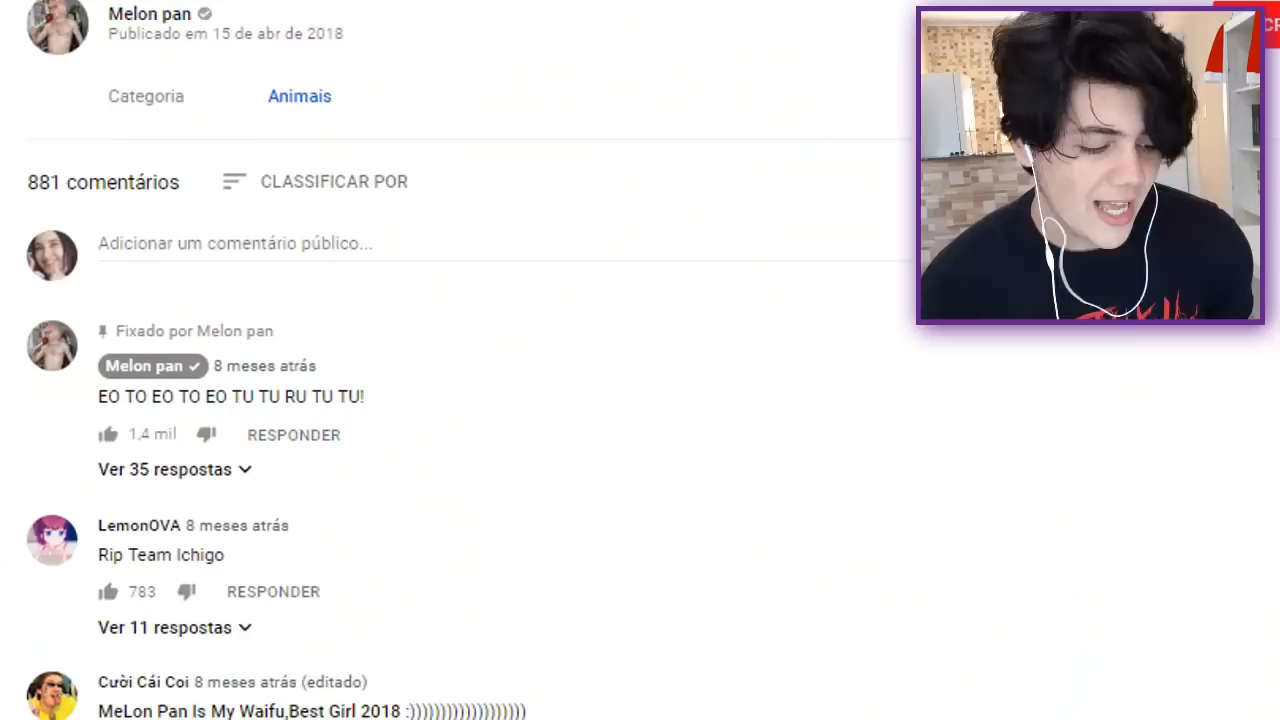 Melon pan
Publicado em 15 de abr de 2018
Categoria
Animais
881 comentários
CLASSIFICAR POR
Adicionar um comentário público...
Fixado por Melon pan
Melon pan
8 meses atrás
EO TO EO TO EO TU TU RU TU TU!
1,4 mil
RESPONDER
Ver 35 respostas
LemonOVA 8 meses atrás
Rip Team Ichigo
783
RESPONDER
Ver 11 respostas
Cười Cái Coi 8 meses atrás (editado)
MeLon Pan Is My Waifu,Best Girl 2018 :))))))))))))))))))))